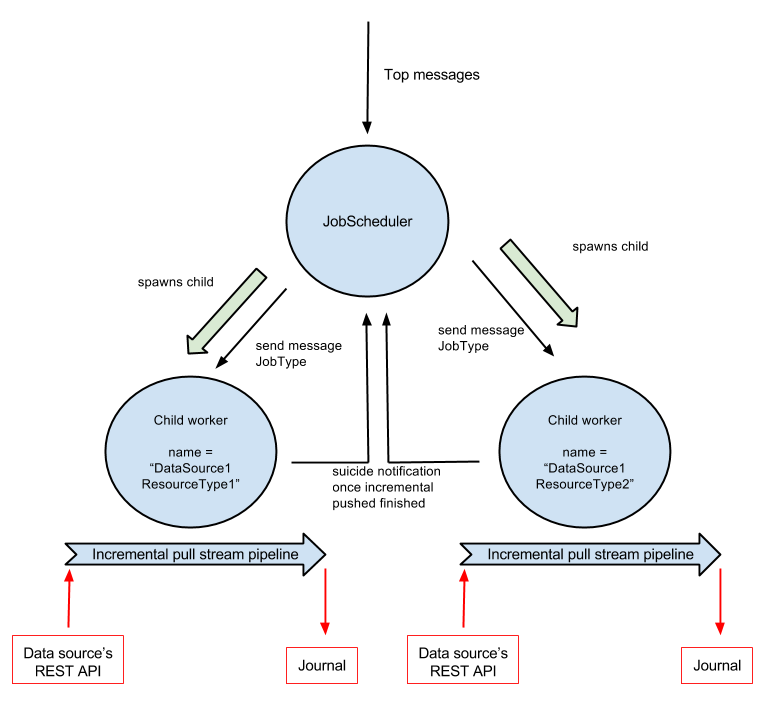 Top messages
JobScheduler
spawns child
spawns child
send message
JobType
send message
JobType
Child worker
name =
“DataSource1
ResourceType1”
Child worker
name =
“DataSource1
ResourceType2”
suicide notification
once incremental
pushed finished
Incremental pull stream pipeline
Incremental pull stream pipeline
Data source’s
REST API
Journal
Data source’s
REST API
Journal